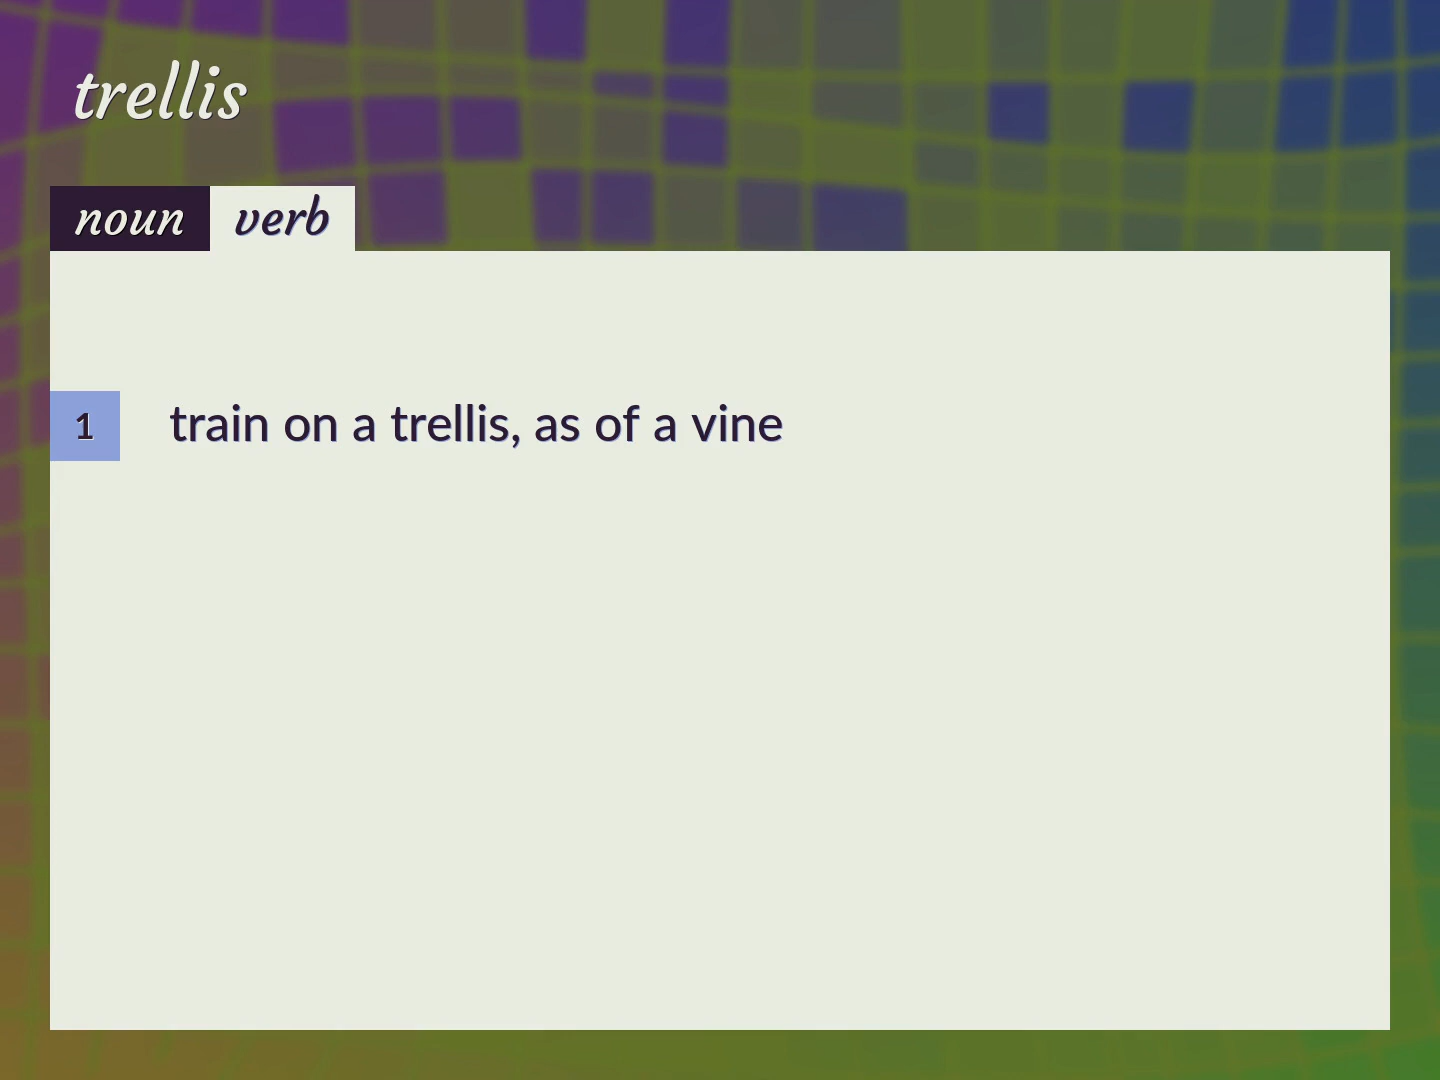 trellis
noun verb
1 train on a trellis, as of a vine